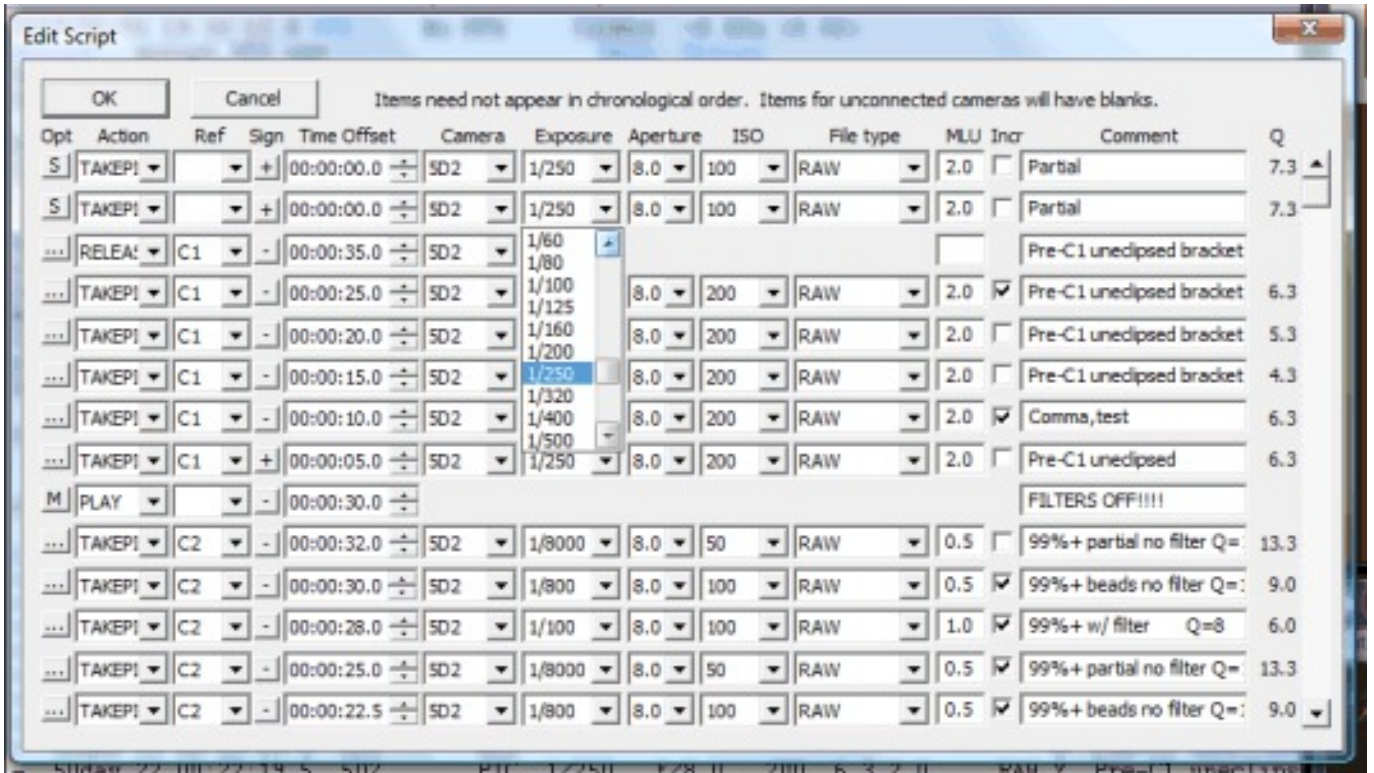 Edit Script
OK Cancel Items need not appear in chronological order. Items for unconnected cameras will have blanks.
Opt Action Ref Sign Time Offset Camera Exposure Aperture ISO File type MLU Incr Comment Q
S TAKEPI + 00:00:00.0 5D2 1/250 8.0 100 RAW 2.0 Partial 7.3
S TAKEPI + 00:00:00.0 5D2 1/250 8.0 100 RAW 2.0 Partial 7.3
... RELEA: C1 - 00:00:35.0 5D2 Pre-C1 uneclipsed bracket
... TAKEPI C1 - 00:00:25.0 5D2 8.0 200 RAW 2.0 Pre-C1 uneclipsed bracket 6.3
... TAKEPI C1 - 00:00:20.0 5D2 8.0 200 RAW 2.0 Pre-C1 uneclipsed bracket 5.3
... TAKEPI C1 - 00:00:15.0 5D2 8.0 200 RAW 2.0 Pre-C1 uneclipsed bracket 4.3
... TAKEPI C1 - 00:00:10.0 5D2 8.0 200 RAW 2.0 Comma,test 6.3
... TAKEPI C1 + 00:00:05.0 5D2 1/250 8.0 200 RAW 2.0 Pre-C1 uneclipsed 6.3
1/60
1/80
1/100
1/125
1/160
1/200
1/250
1/320
1/400
1/500
M PLAY - 00:00:30.0 FILTERS OFF!!!!
... TAKEPI C2 - 00:00:32.0 5D2 1/8000 8.0 50 RAW 0.5 99%+ partial no filter Q= 13.3
... TAKEPI C2 - 00:00:30.0 5D2 1/800 8.0 100 RAW 0.5 99%+ beads no filter Q=: 9.0
... TAKEPI C2 - 00:00:28.0 5D2 1/100 8.0 100 RAW 1.0 99%+ w/ filter Q=8 6.0
... TAKEPI C2 - 00:00:25.0 5D2 1/8000 8.0 50 RAW 0.5 99%+ partial no filter Q= 13.3
... TAKEPI C2 - 00:00:22.5 5D2 1/800 8.0 100 RAW 0.5 99%+ beads no filter Q=: 9.0